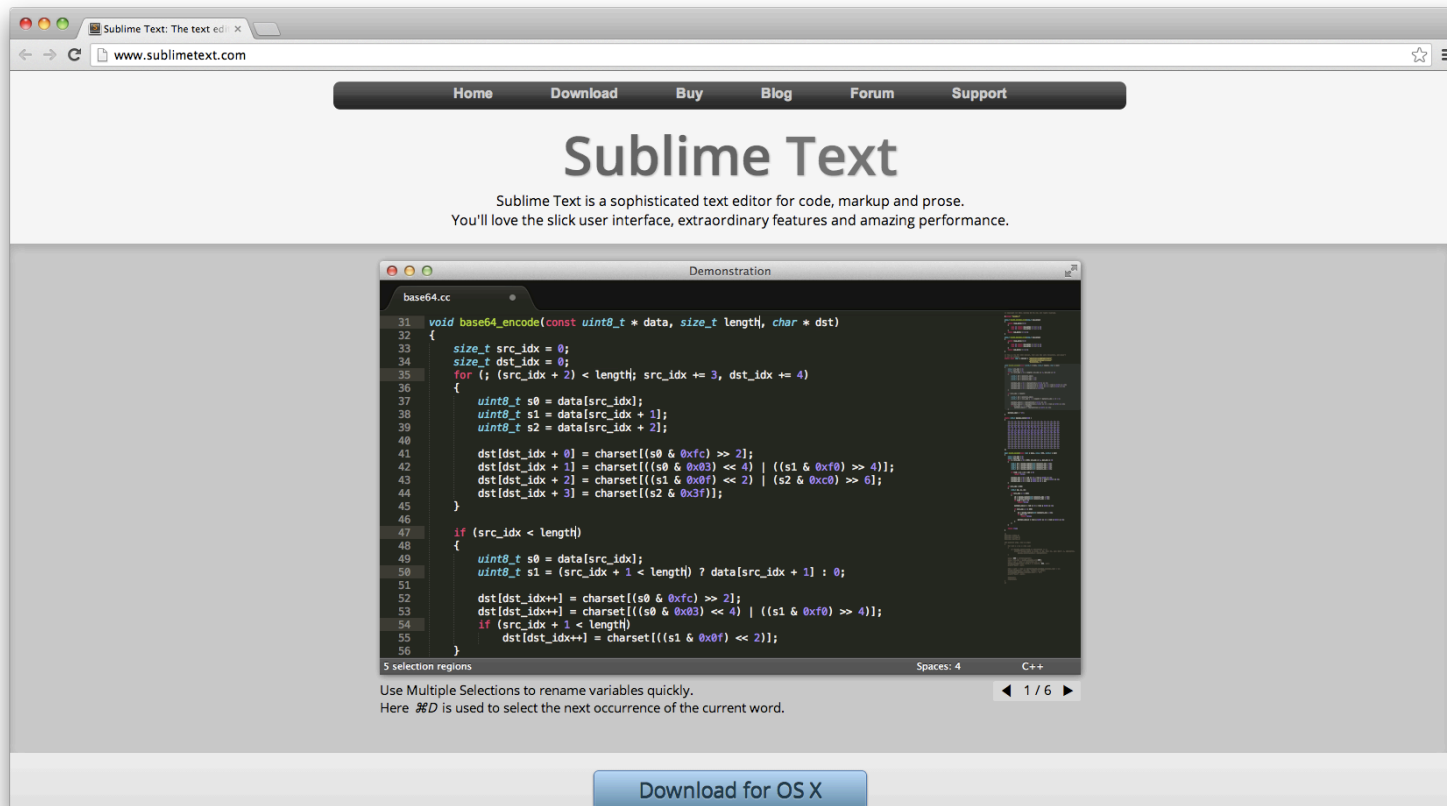 Sublime Text: The text edi
www.sublimetext.com
Home Download Buy Blog Forum Support
Sublime Text
Sublime Text is a sophisticated text editor for code, markup and prose.
You'll love the slick user interface, extraordinary features and amazing performance.
Demonstration
base64.cc
31 void base64_encode(const uint8_t * data, size_t length, char * dst)
32 {
33     size_t src_idx = 0;
34     size_t dst_idx = 0;
35     for (; (src_idx + 2) < length; src_idx += 3, dst_idx += 4)
36     {
37         uint8_t s0 = data[src_idx];
38         uint8_t s1 = data[src_idx + 1];
39         uint8_t s2 = data[src_idx + 2];
40
41         dst[dst_idx + 0] = charset[(s0 & 0xfc) >> 2];
42         dst[dst_idx + 1] = charset[((s0 & 0x03) << 4) | ((s1 & 0xf0) >> 4)];
43         dst[dst_idx + 2] = charset[((s1 & 0x0f) << 2) | (s2 & 0xc0) >> 6];
44         dst[dst_idx + 3] = charset[(s2 & 0x3f)];
45     }
46
47     if (src_idx < length)
48     {
49         uint8_t s0 = data[src_idx];
50         uint8_t s1 = (src_idx + 1 < length) ? data[src_idx + 1] : 0;
51
52         dst[dst_idx++] = charset[(s0 & 0xfc) >> 2];
53         dst[dst_idx++] = charset[((s0 & 0x03) << 4) | ((s1 & 0xf0) >> 4)];
54         if (src_idx + 1 < length)
55             dst[dst_idx++] = charset[((s1 & 0x0f) << 2)];
56     }
5 selection regions Spaces: 4 C++
Use Multiple Selections to rename variables quickly.
Here ⌘D is used to select the next occurrence of the current word.
◀ 1 / 6 ▶
Download for OS X